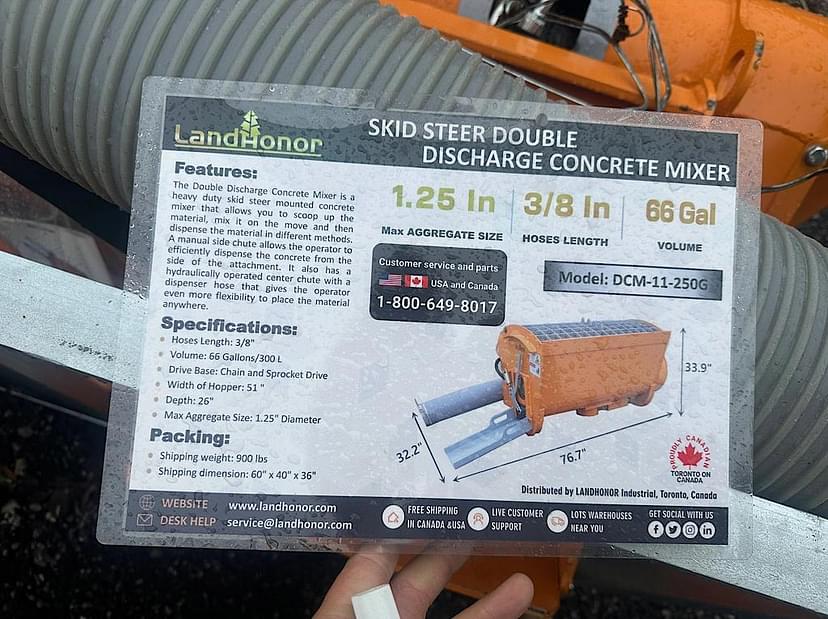 LandHonor
SKID STEER DOUBLE
DISCHARGE CONCRETE MIXER
Features:
The Double Discharge Concrete Mixer is a
heavy duty skid steer mounted concrete
mixer that allows you to scoop up the
material, mix it on the move and then
dispense the material in different methods.
A manual side chute allows the operator to
efficiently dispense the concrete from the
side of the attachment. It also has a
hydraulically operated center chute with a
dispenser hose that gives the operator
even more flexibility to place the material
anywhere.
Specifications:
• Hoses Length: 3/8"
• Volume: 66 Gallons/300 L
• Drive Base: Chain and Sprocket Drive
• Width of Hopper: 51 "
• Depth: 26"
• Max Aggregate Size: 1.25" Diameter
Packing:
• Shipping weight: 900 lbs
• Shipping dimension: 60" x 40" x 36"
1.25 In
Max AGGREGATE SIZE
3/8 In
HOSES LENGTH
66 Gal
VOLUME
Customer service and parts
USA and Canada
1-800-649-8017
Model: DCM-11-250G
33.9"
32.2"
76.7"
PROUDLY CANADIAN
TORONTO ON
CANADA
Distributed by LANDHONOR Industrial, Toronto, Canada
WEBSITE www.landhonor.com
DESK HELP service@landhonor.com
FREE SHIPPING
IN CANADA &USA
LIVE CUSTOMER
SUPPORT
LOTS WAREHOUSES
NEAR YOU
GET SOCIAL WITH US